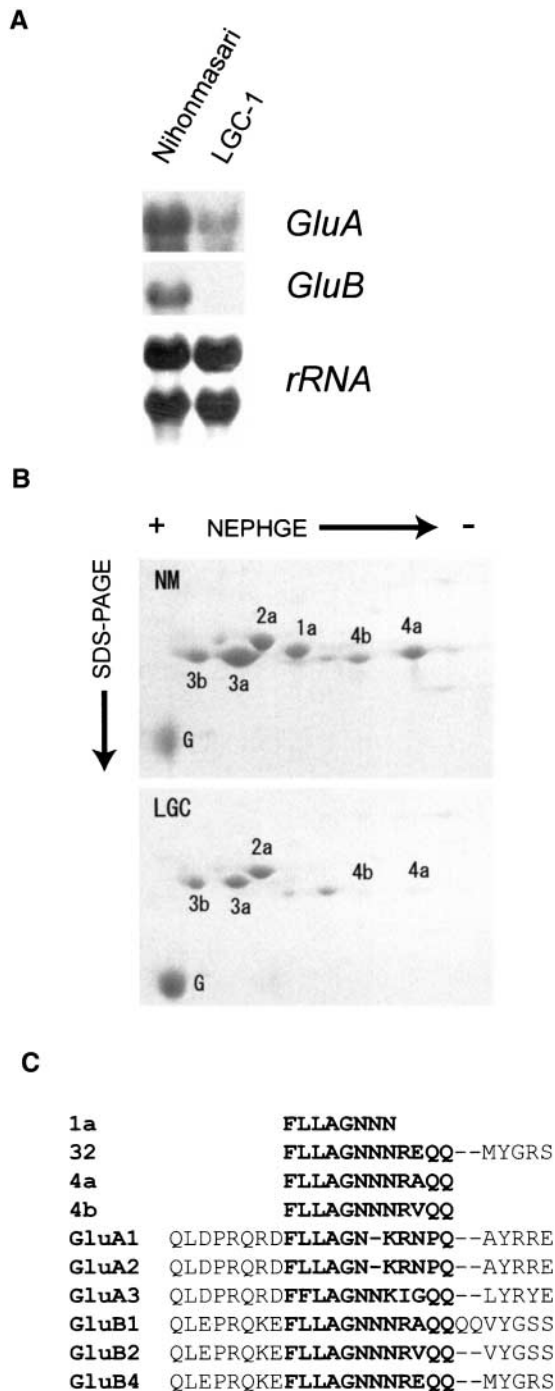 A
Nihonmasari
LGC-1
GluA
GluB
rRNA
B
+ NEPHGE -
SDS-PAGE
NM
2a
1a
4b
4a
3b
3a
G
LGC
2a
4b
4a
3b
3a
G
C
1a FLLAGNNN
32 FLLAGNNNREQQ--MYGRS
4a FLLAGNNNRAQQ
4b FLLAGNNNRVQQ
GluA1 QLDPRQRDFLLAGN-KRNPQ--AYRRE
GluA2 QLDPRQRDFLLAGN-KRNPQ--AYRRE
GluA3 QLDPRQRDFFLAGNNKIGQQ--LYRYE
GluB1 QLEPRQKEFLLAGNNNRAQQQQVYGSS
GluB2 QLEPRQKEFLLAGNNNRVQQ--VYGSS
GluB4 QLEPRQKEFLLAGNNNREQQ--MYGRS